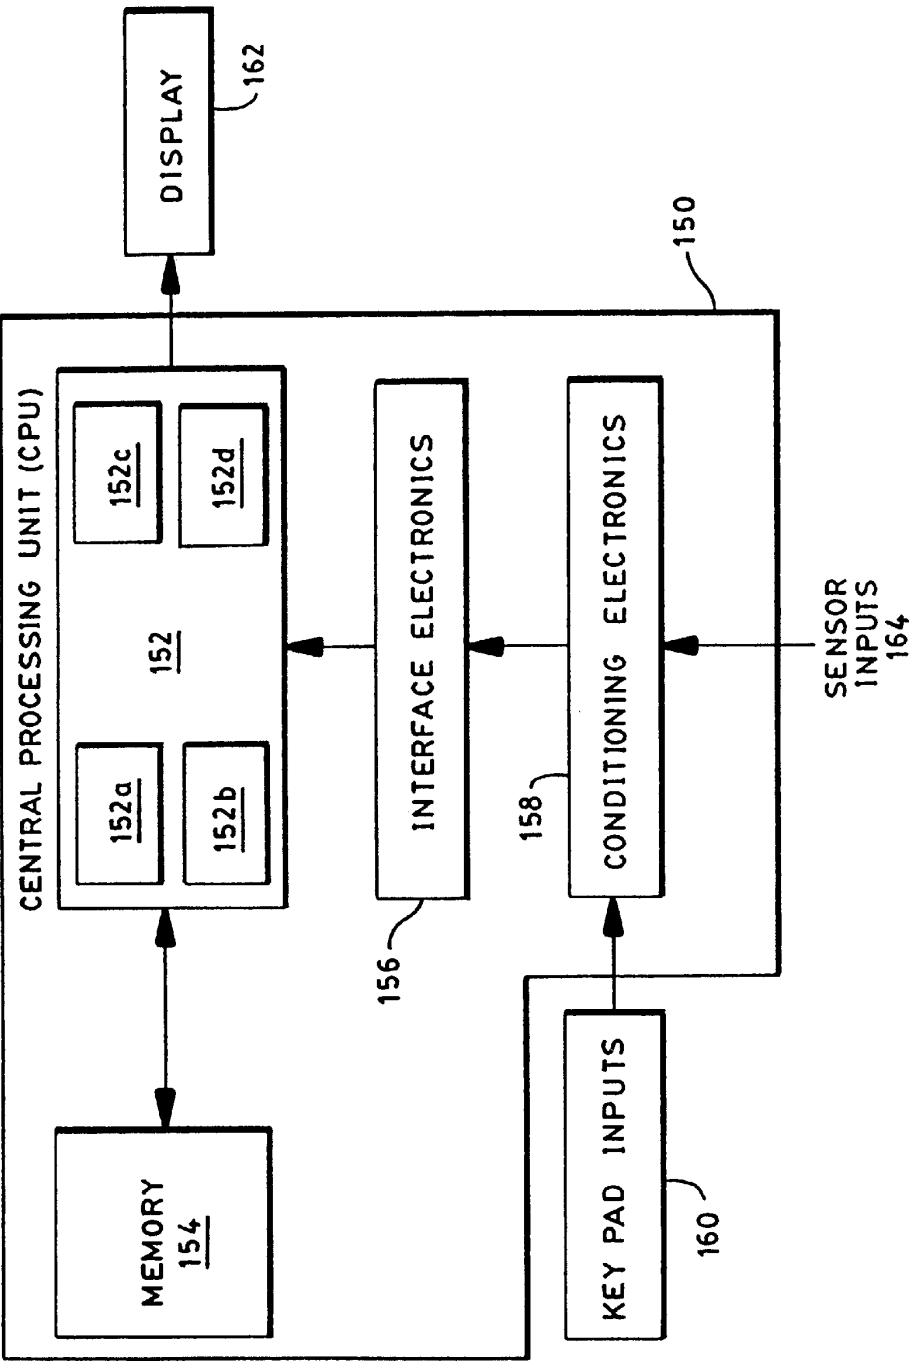 CENTRAL PROCESSING UNIT (CPU)
MEMORY
154
152a
152b
152
152c
152d
DISPLAY
162
156
INTERFACE ELECTRONICS
158
CONDITIONING ELECTRONICS
150
KEY PAD INPUTS
160
SENSOR
INPUTS
164